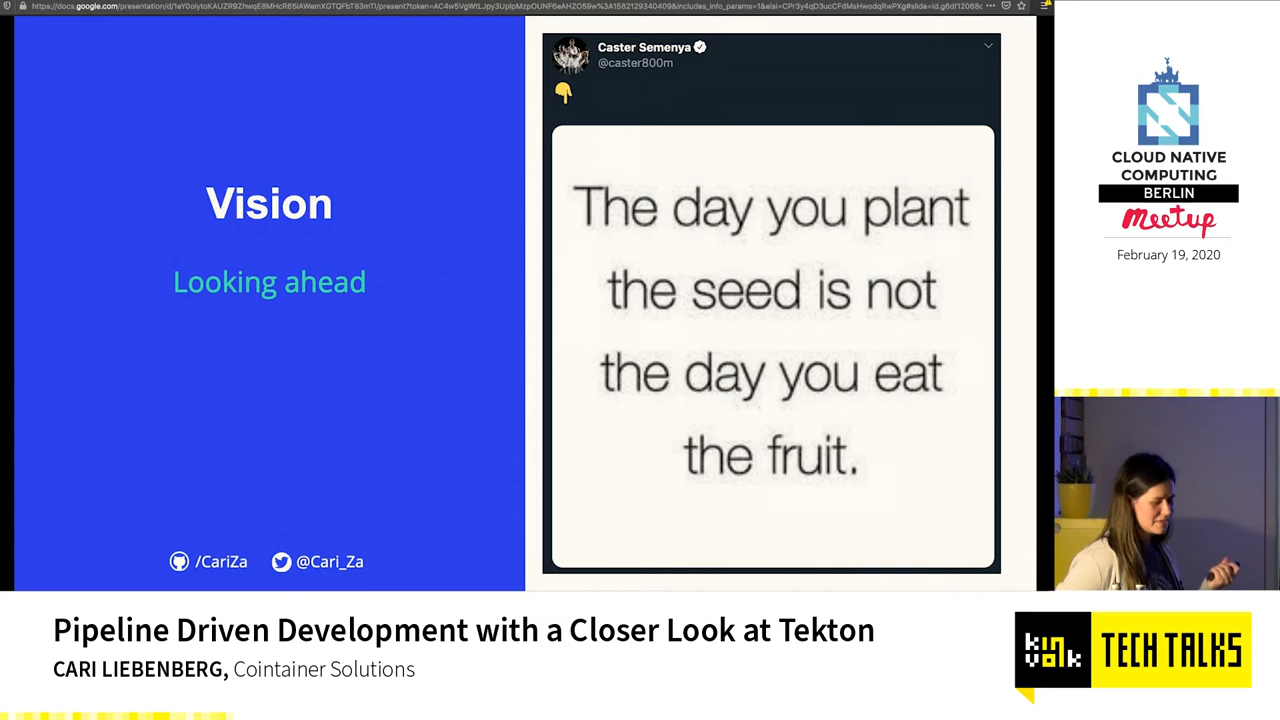 Vision
Looking ahead
/CariZa @Cari_Za
Caster Semenya
@caster800m
The day you plant
the seed is not
the day you eat
the fruit.
CLOUD NATIVE
COMPUTING
BERLIN
meetup
February 19, 2020
Pipeline Driven Development with a Closer Look at Tekton
CARI LIEBENBERG, Cointainer Solutions
kinvolk
TECH TALKS